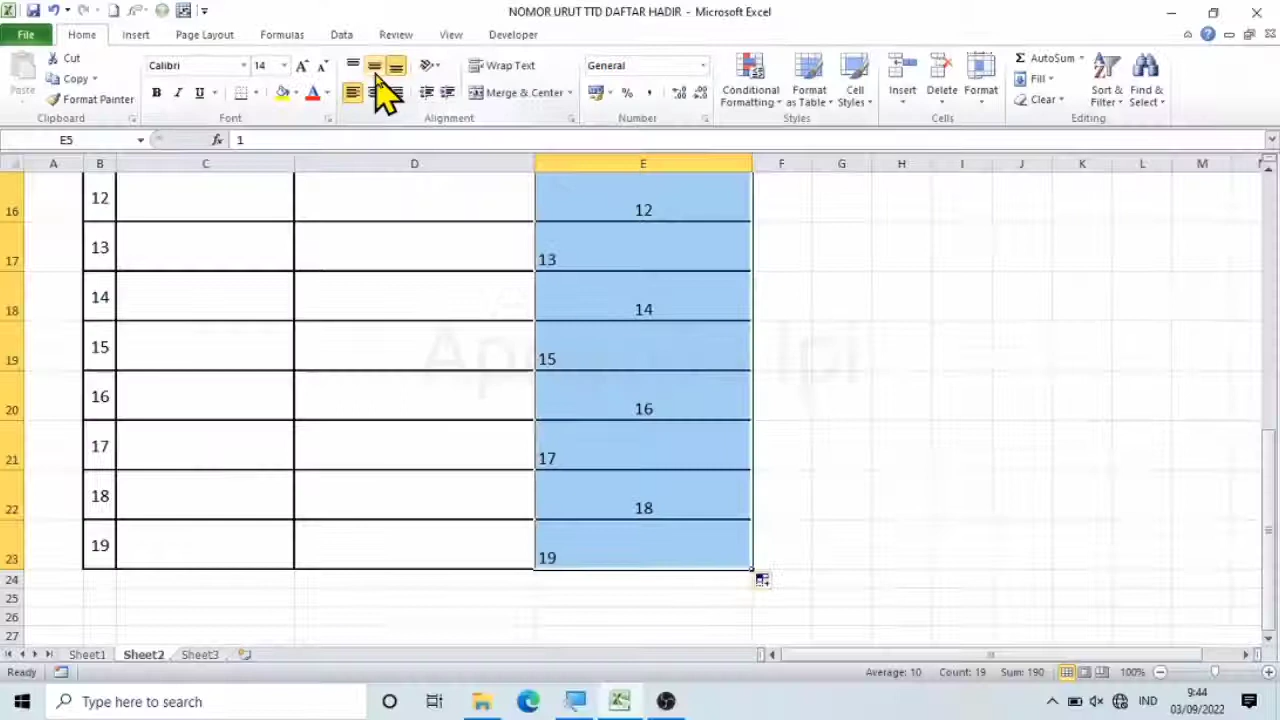 NOMOR URUT TTD DAFTAR HADIR - Microsoft Excel
File Home Insert Page Layout Formulas Data Review View Developer
Cut
Copy
Format Painter
Paste
Clipboard
Calibri 14
B I U
Font
Wrap Text
Merge & Center
Alignment
General
%
Number
Conditional Formatting
Format as Table
Cell Styles
Styles
Insert Delete Format
Cells
AutoSum
Fill
Clear
Sort & Filter
Find & Select
Editing
E5 fx 1
A B C D E F G H I J K L M
16 12 12
17 13 13
18 14 14
19 15 15
20 16 16
21 17 17
22 18 18
23 19 19
24
25
26
27
Sheet1 Sheet2 Sheet3
Ready Average: 10 Count: 19 Sum: 190 100%
Type here to search
IND
9:44
03/09/2022